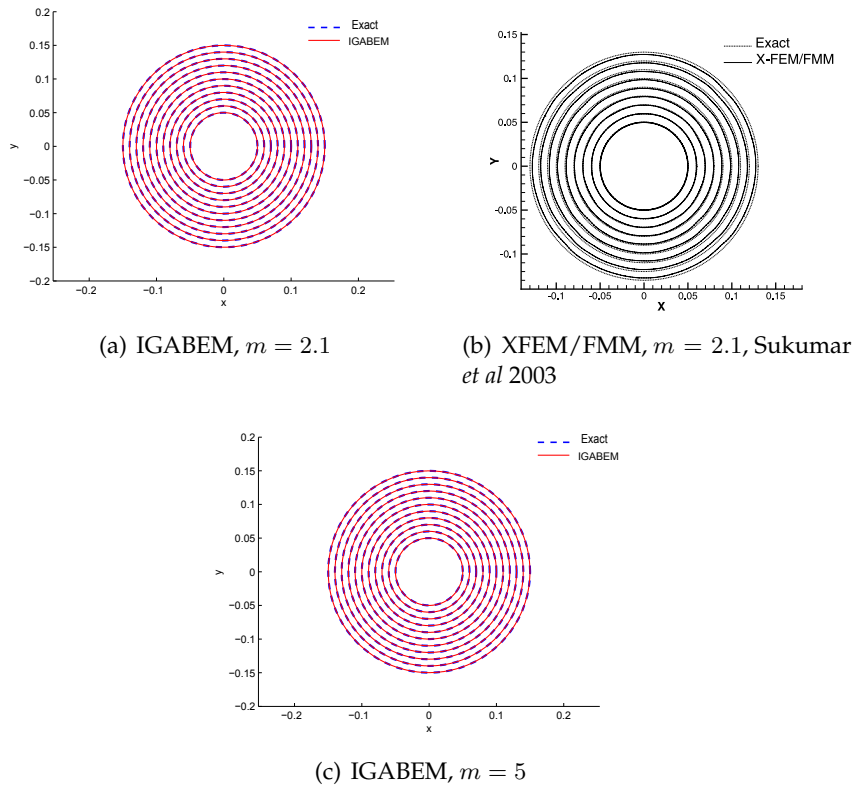 0.2
0.15
0.1
0.05
0
−0.05
−0.1
−0.15
−0.2
y
−0.2 −0.1 0 0.1 0.2
x
Exact
IGABEM
(a) IGABEM, m = 2.1
0.15
0.1
0.05
0
-0.05
-0.1
Y
-0.1 -0.05 0 0.05 0.1 0.15
X
Exact
X-FEM/FMM
(b) XFEM/FMM, m = 2.1, Sukumar
et al 2003
0.2
0.15
0.1
0.05
0
−0.05
−0.1
−0.15
−0.2
y
−0.2 −0.1 0 0.1 0.2
x
Exact
IGABEM
(c) IGABEM, m = 5